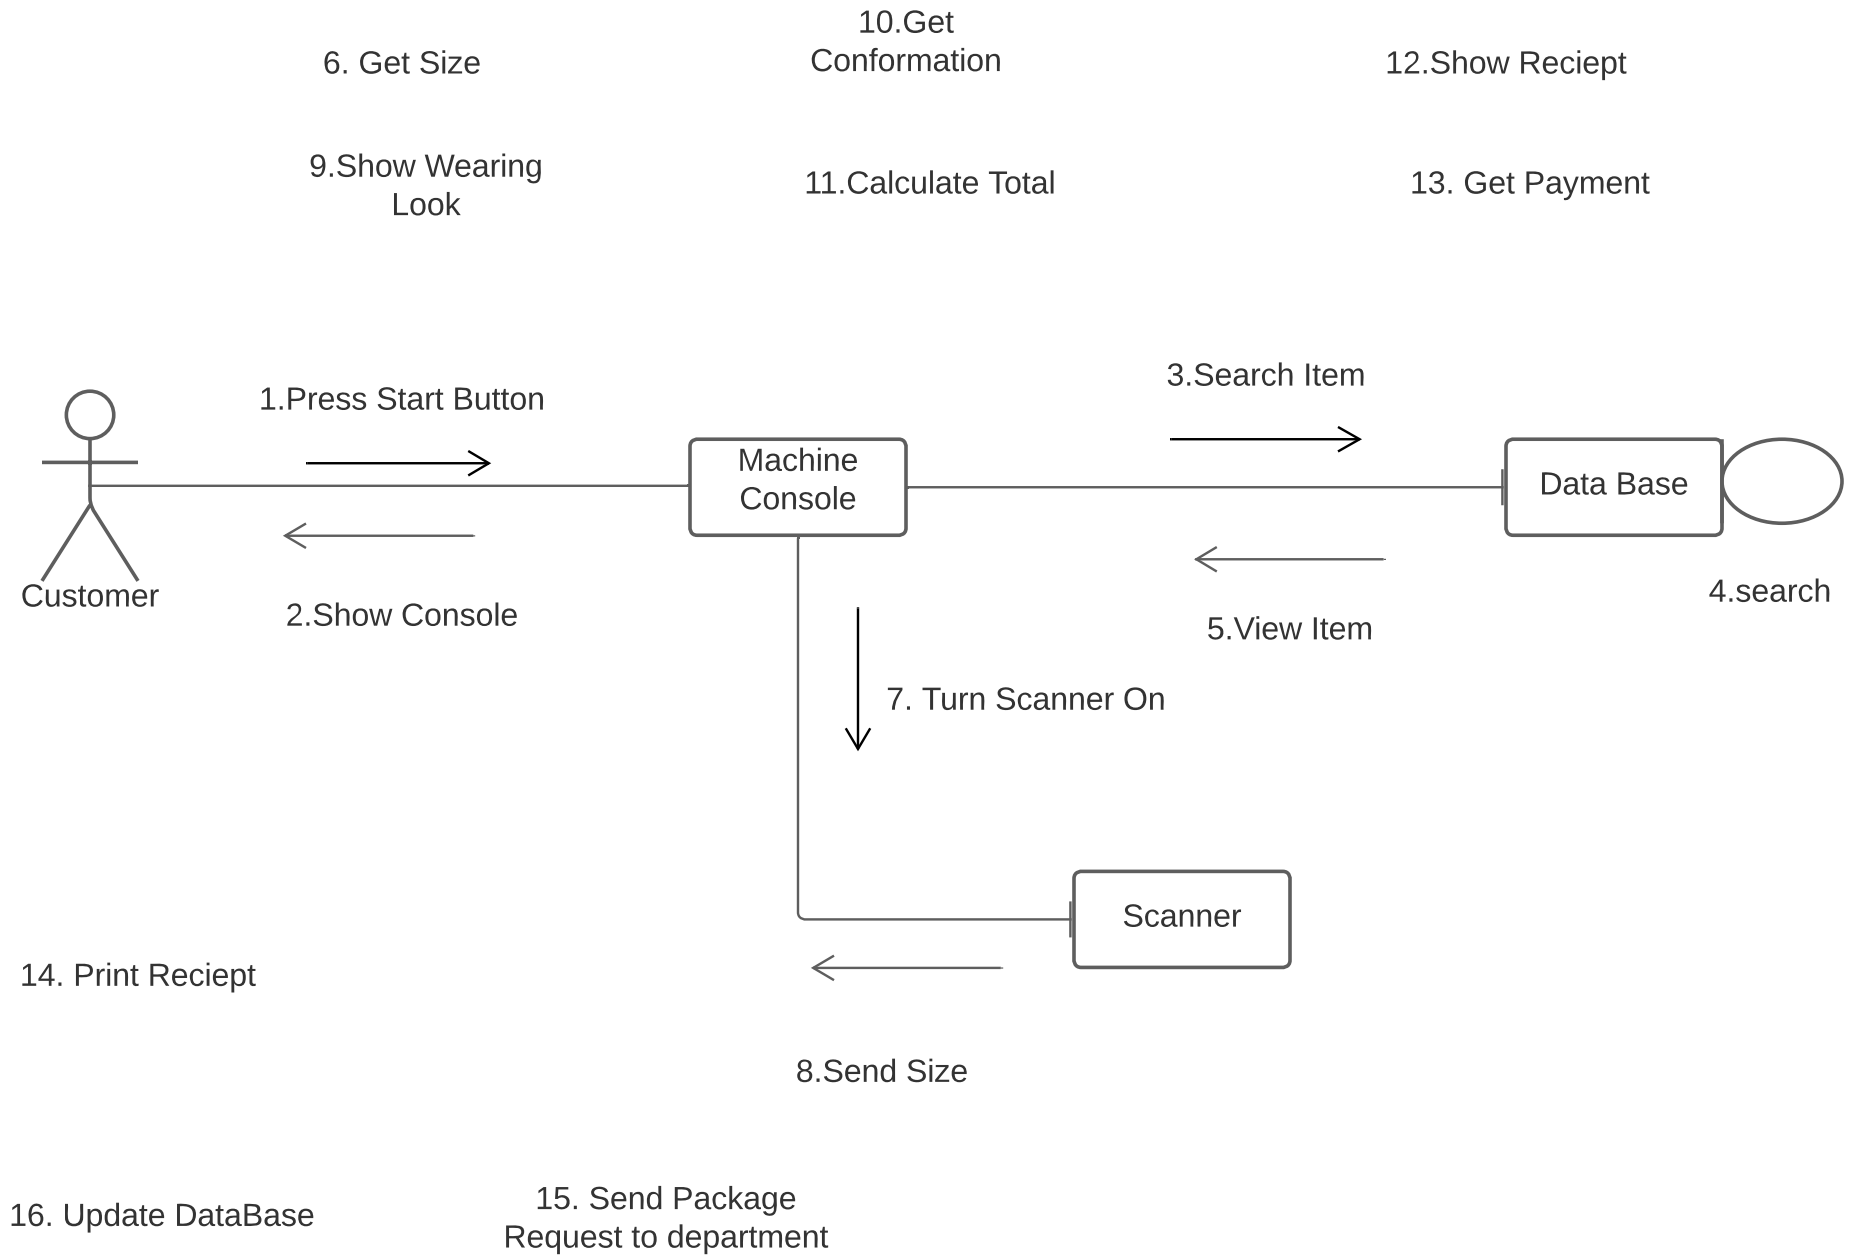 10.Get
Conformation
6. Get Size
12.Show Reciept
9.Show Wearing
Look
11.Calculate Total
13. Get Payment
3.Search Item
1.Press Start Button
Machine
Console
Data Base
4.search
Customer
2.Show Console
5.View Item
7. Turn Scanner On
Scanner
14. Print Reciept
8.Send Size
15. Send Package
Request to department
16. Update DataBase